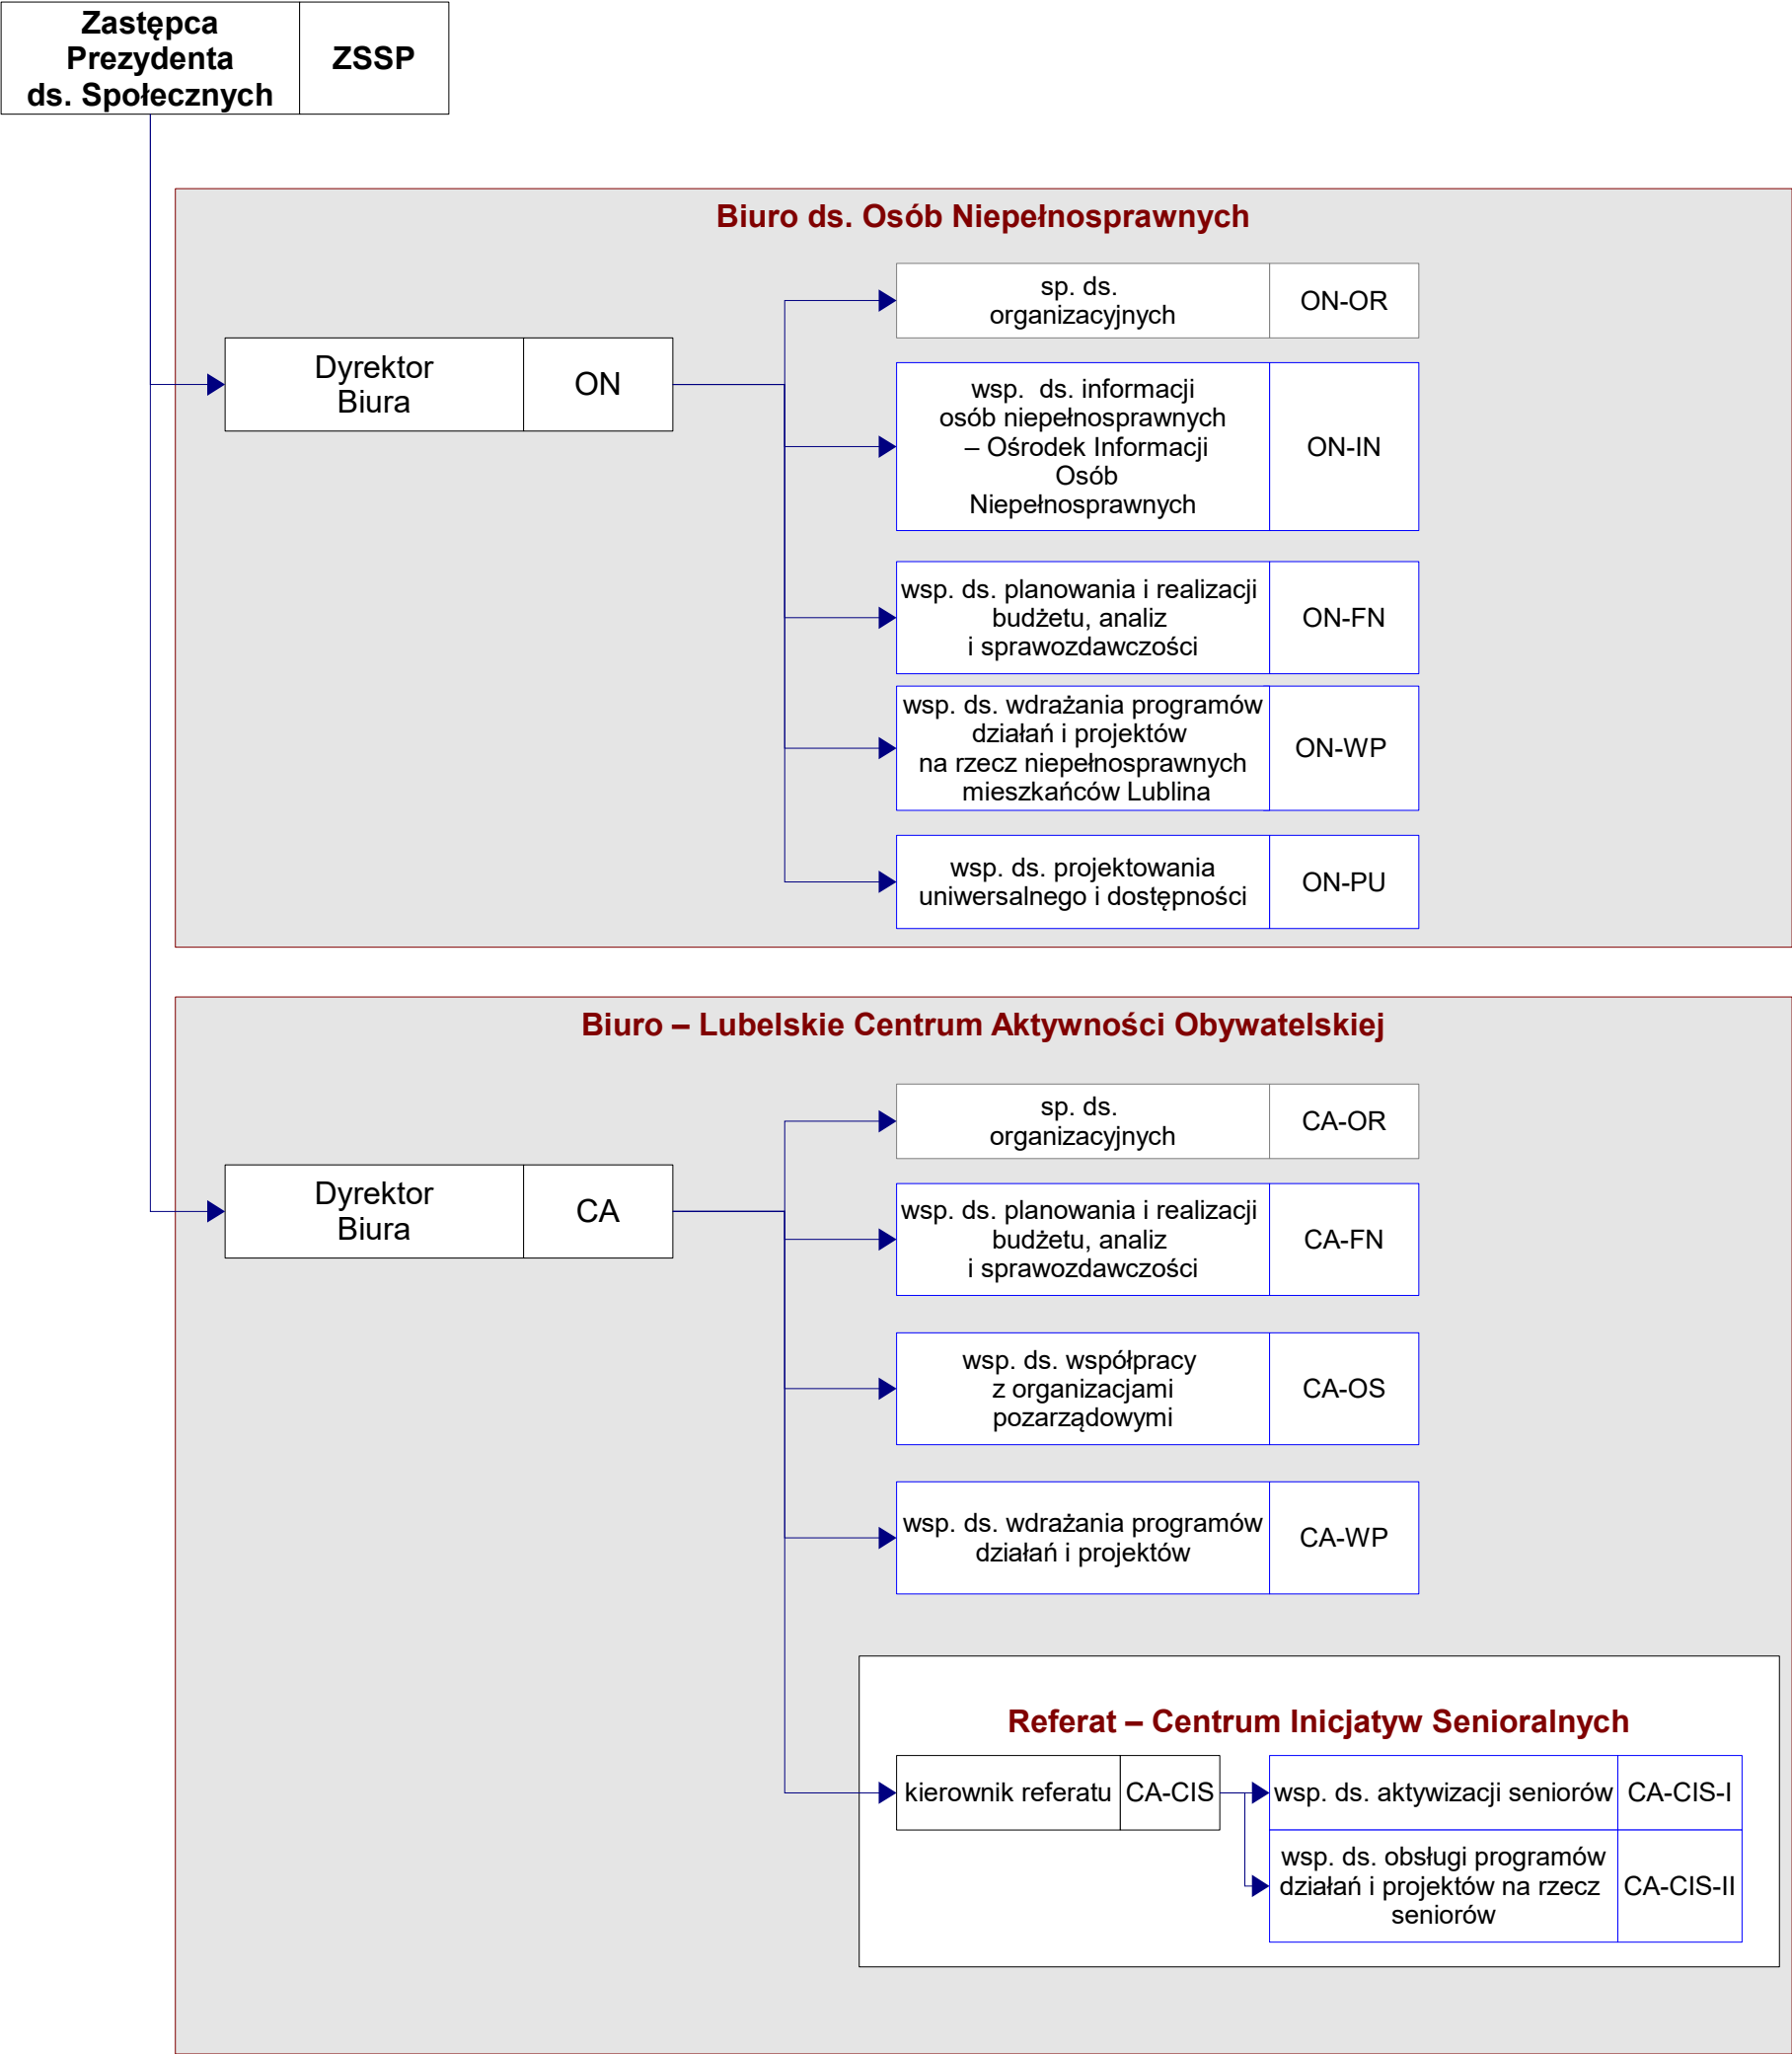 Zastępca
Prezydenta
ds. Społecznych
ZSSP
Biuro ds. Osób Niepełnosprawnych
Dyrektor
Biura
ON
sp. ds.
organizacyjnych
ON-OR
wsp. ds. informacji
osób niepełnosprawnych
– Ośrodek Informacji
Osób
Niepełnosprawnych
ON-IN
wsp. ds. planowania i realizacji
budżetu, analiz
i sprawozdawczości
ON-FN
wsp. ds. wdrażania programów
działań i projektów
na rzecz niepełnosprawnych
mieszkańców Lublina
ON-WP
wsp. ds. projektowania
uniwersalnego i dostępności
ON-PU
Biuro – Lubelskie Centrum Aktywności Obywatelskiej
Dyrektor
Biura
CA
sp. ds.
organizacyjnych
CA-OR
wsp. ds. planowania i realizacji
budżetu, analiz
i sprawozdawczości
CA-FN
wsp. ds. współpracy
z organizacjami
pozarządowymi
CA-OS
wsp. ds. wdrażania programów
działań i projektów
CA-WP
Referat – Centrum Inicjatyw Senioralnych
kierownik referatu
CA-CIS
wsp. ds. aktywizacji seniorów
CA-CIS-I
wsp. ds. obsługi programów
działań i projektów na rzecz
seniorów
CA-CIS-II